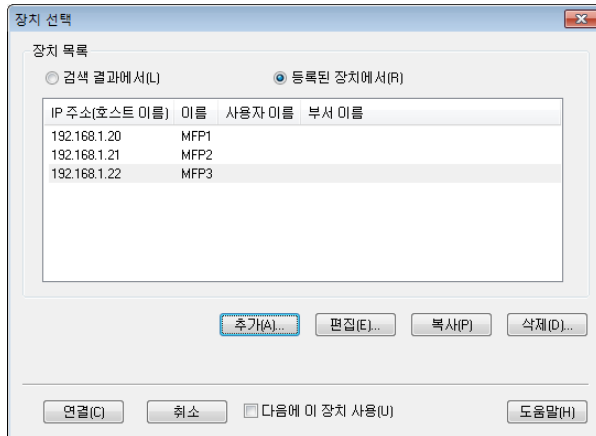 장치 선택
장치 목록
검색 결과에서(L) 등록된 장치에서(R)
IP 주소(호스트 이름) 이름 사용자 이름 부서 이름
192.168.1.20 MFP1
192.168.1.21 MFP2
192.168.1.22 MFP3
추가(A)... 편집(E)... 복사(P) 삭제(D)...
연결(C) 취소 다음에 이 장치 사용(U) 도움말(H)